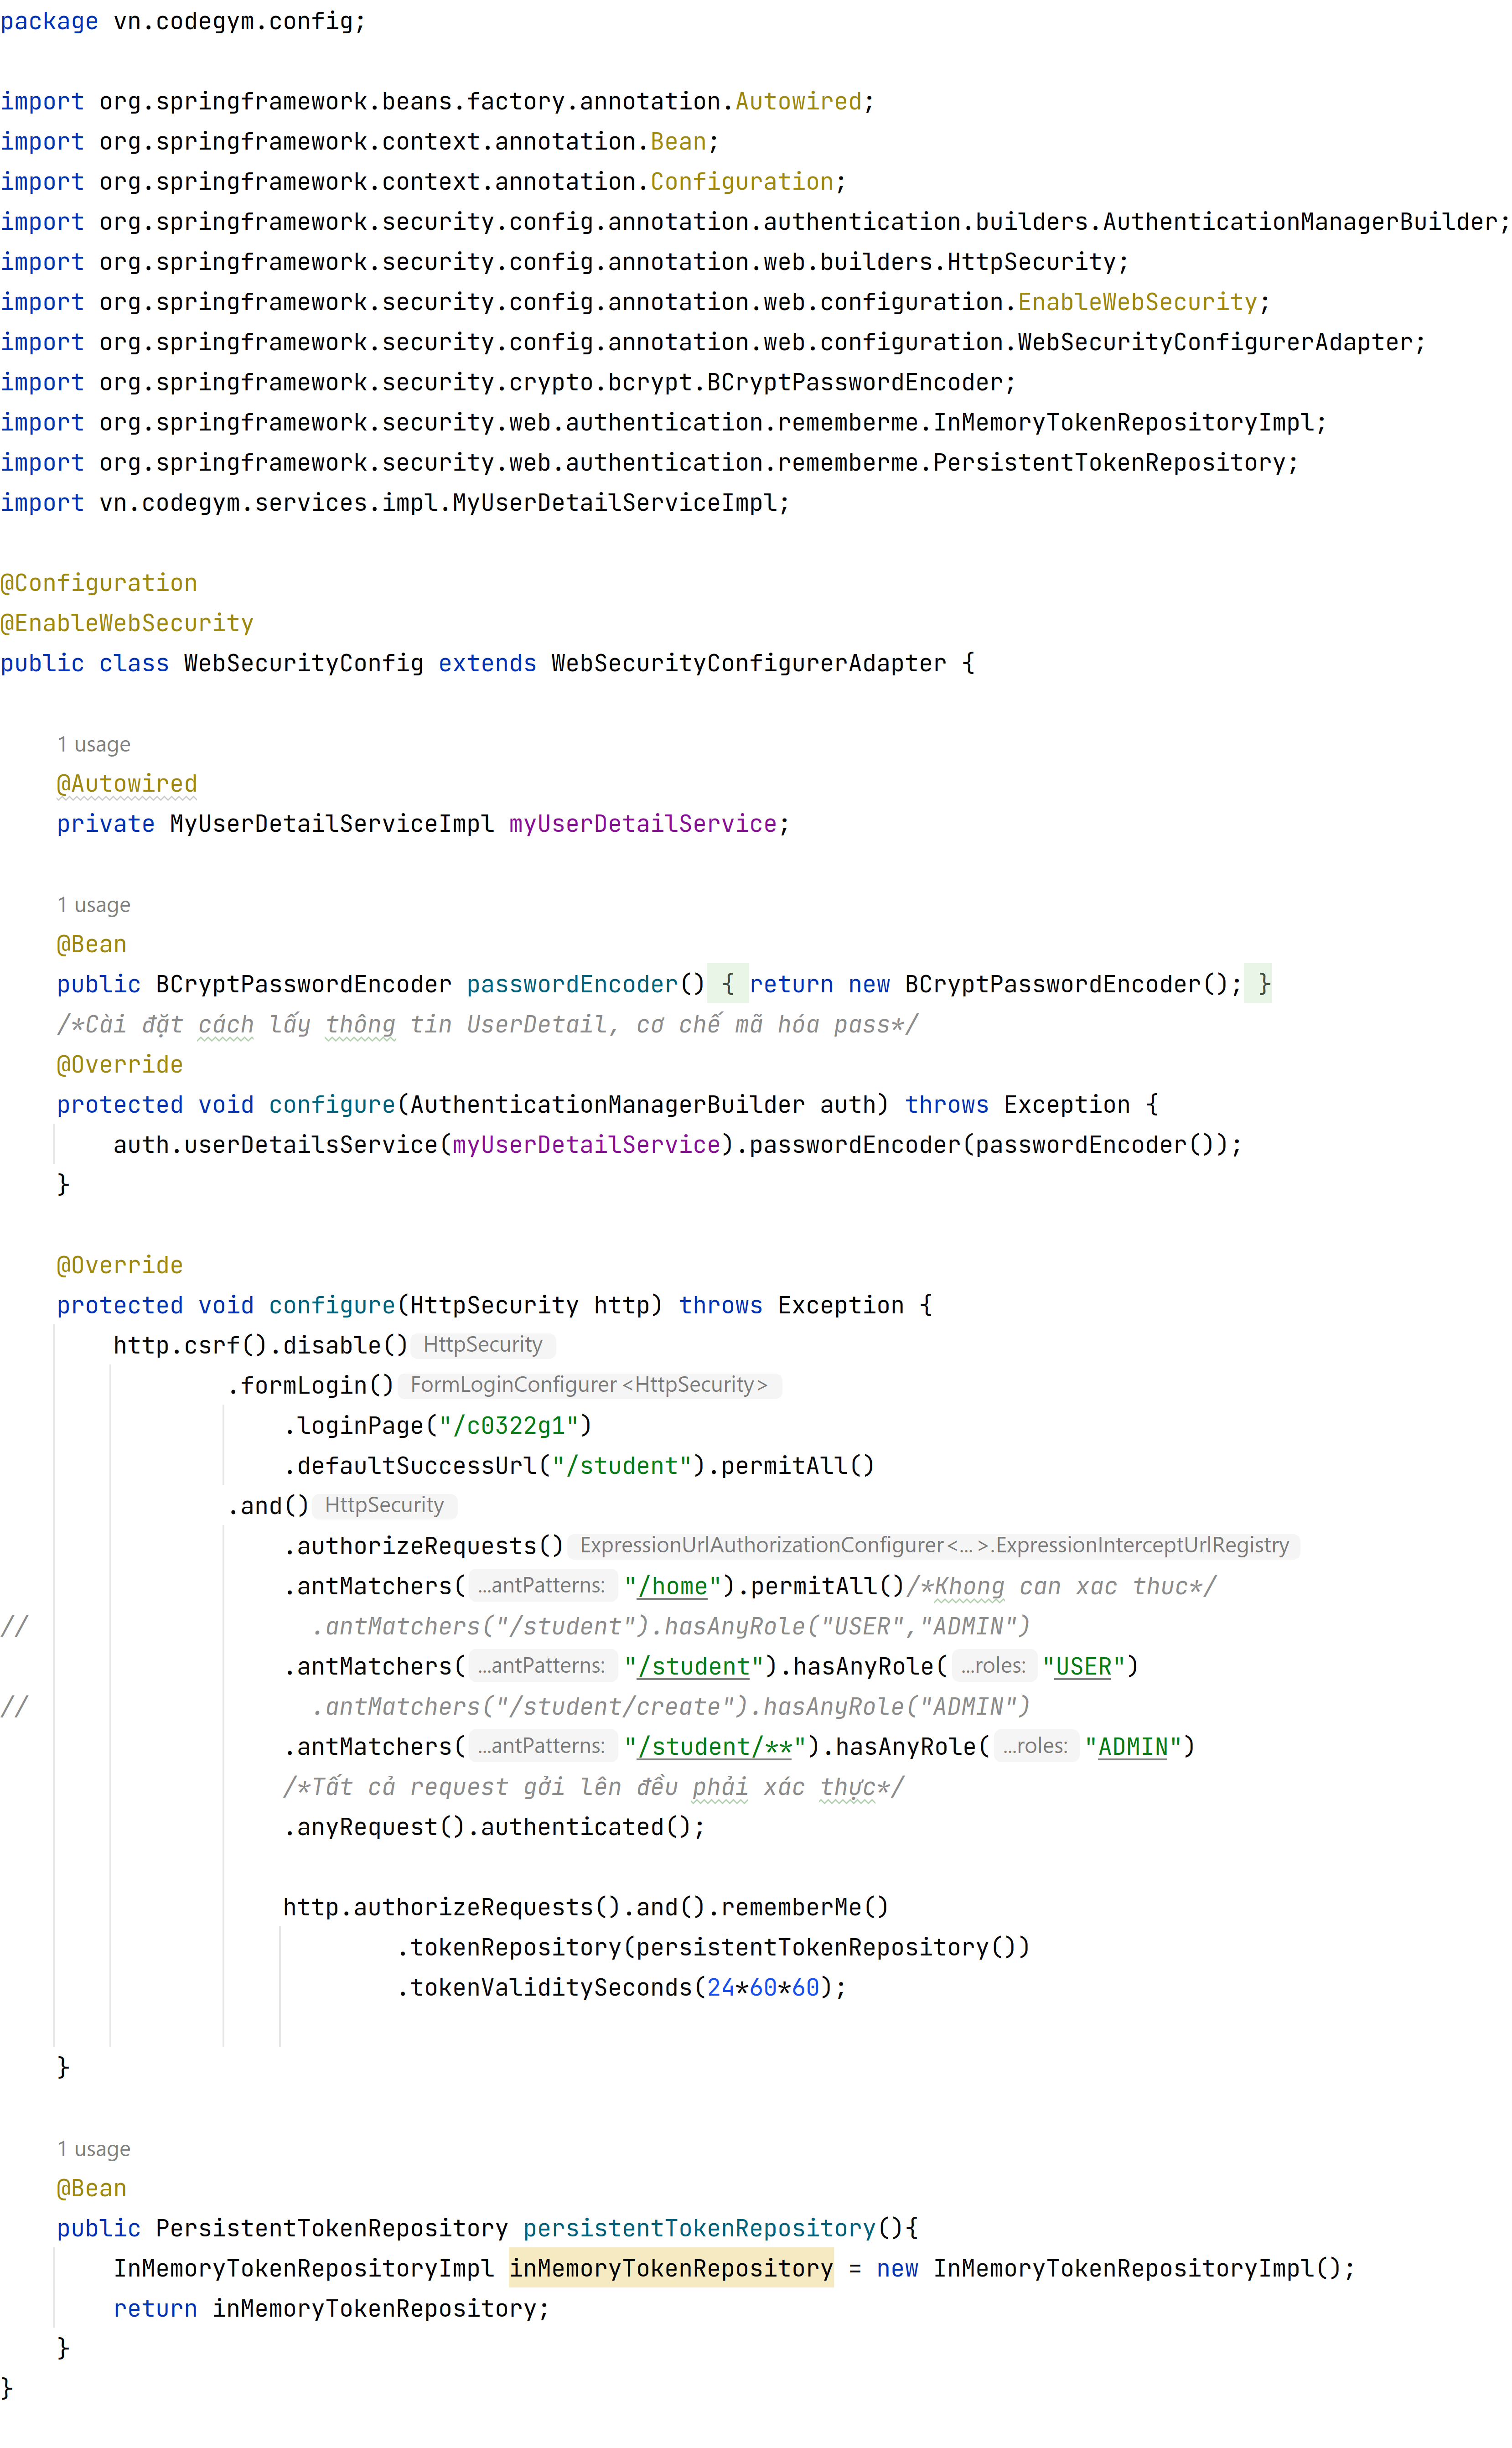 package vn.codegym.config;
import org.springframework.beans.factory.annotation.Autowired;
import org.springframework.context.annotation.Bean;
import org.springframework.context.annotation.Configuration;
import org.springframework.security.config.annotation.authentication.builders.AuthenticationManagerBuilder;
import org.springframework.security.config.annotation.web.builders.HttpSecurity;
import org.springframework.security.config.annotation.web.configuration.EnableWebSecurity;
import org.springframework.security.config.annotation.web.configuration.WebSecurityConfigurerAdapter;
import org.springframework.security.crypto.bcrypt.BCryptPasswordEncoder;
import org.springframework.security.web.authentication.rememberme.InMemoryTokenRepositoryImpl;
import org.springframework.security.web.authentication.rememberme.PersistentTokenRepository;
import vn.codegym.services.impl.MyUserDetailServiceImpl;
@Configuration
@EnableWebSecurity
public class WebSecurityConfig extends WebSecurityConfigurerAdapter {
1 usage
@Autowired
private MyUserDetailServiceImpl myUserDetailService;
1 usage
@Bean
public BCryptPasswordEncoder passwordEncoder() { return new BCryptPasswordEncoder(); }
/*Cài đặt cách lấy thông tin UserDetail, cơ chế mã hóa pass*/
@Override
protected void configure(AuthenticationManagerBuilder auth) throws Exception {
auth.userDetailsService(myUserDetailService).passwordEncoder(passwordEncoder());
}
@Override
protected void configure(HttpSecurity http) throws Exception {
http.csrf().disable() HttpSecurity
.formLogin() FormLoginConfigurer<HttpSecurity>
.loginPage("/c0322g1")
.defaultSuccessUrl("/student").permitAll()
.and() HttpSecurity
.authorizeRequests() ExpressionUrlAuthorizationConfigurer<...>.ExpressionInterceptUrlRegistry
.antMatchers( ...antPatterns: "/home").permitAll()/*Khong can xac thuc*/
// .antMatchers("/student").hasAnyRole("USER","ADMIN")
.antMatchers( ...antPatterns: "/student").hasAnyRole( ...roles: "USER")
// .antMatchers("/student/create").hasAnyRole("ADMIN")
.antMatchers( ...antPatterns: "/student/**").hasAnyRole( ...roles: "ADMIN")
/*Tất cả request gởi lên đều phải xác thực*/
.anyRequest().authenticated();
http.authorizeRequests().and().rememberMe()
.tokenRepository(persistentTokenRepository())
.tokenValiditySeconds(24*60*60);
}
1 usage
@Bean
public PersistentTokenRepository persistentTokenRepository(){
InMemoryTokenRepositoryImpl inMemoryTokenRepository = new InMemoryTokenRepositoryImpl();
return inMemoryTokenRepository;
}
}